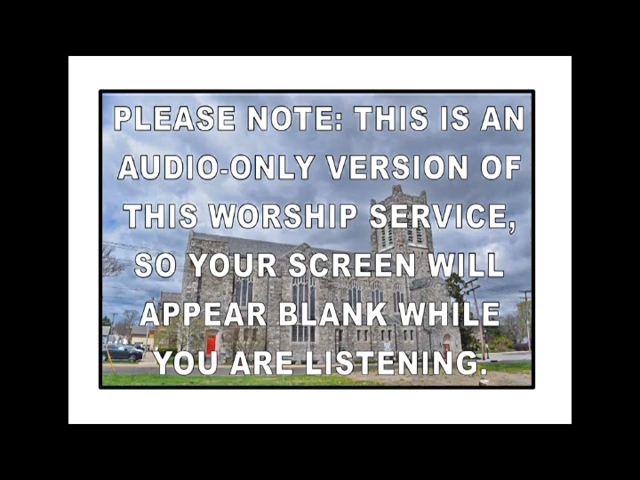 PLEASE NOTE: THIS IS AN
AUDIO-ONLY VERSION OF
THIS WORSHIP SERVICE,
SO YOUR SCREEN WILL
APPEAR BLANK WHILE
YOU ARE LISTENING.